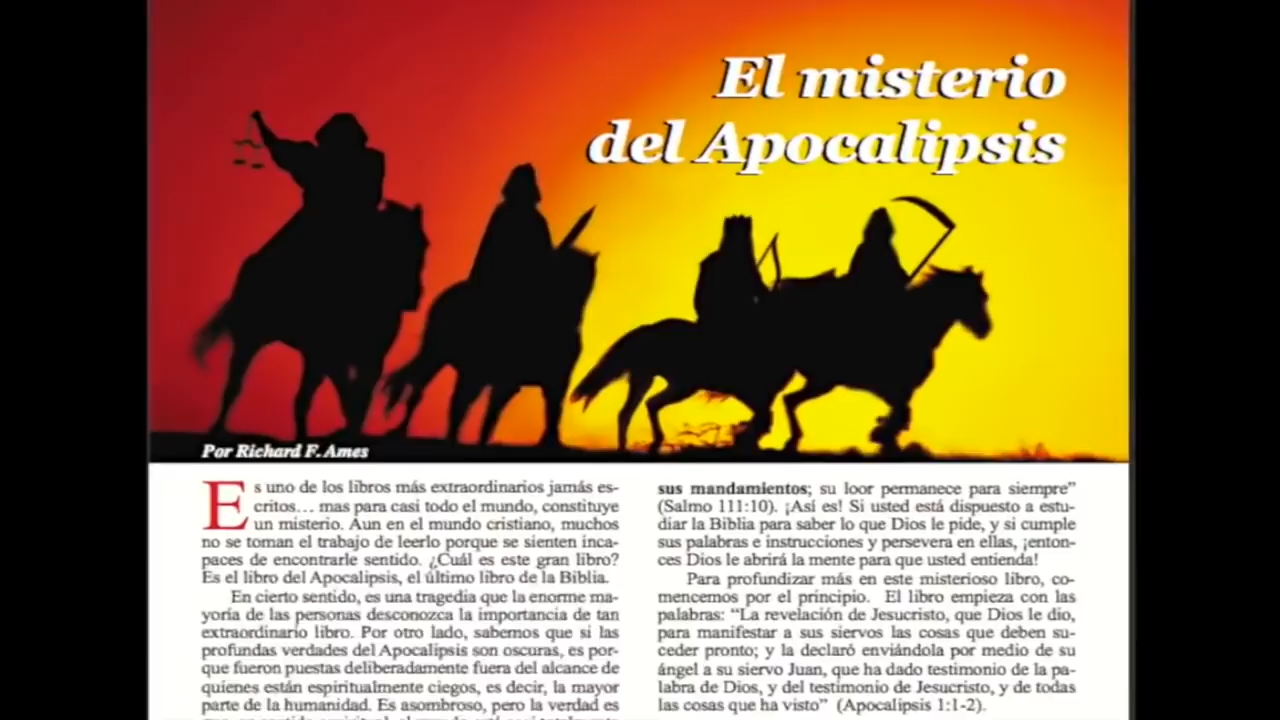 El misterio
del Apocalipsis
Por Richard F. Ames
Es uno de los libros más extraordinarios jamás es-
critos... mas para casi todo el mundo, constituye
un misterio. Aun en el mundo cristiano, muchos
no se toman el trabajo de leerlo porque se sienten inca-
paces de encontrarle sentido. ¿Cuál es este gran libro?
Es el libro del Apocalipsis, el último libro de la Biblia.
En cierto sentido, es una tragedia que la enorme ma-
yoría de las personas desconozca la importancia de tan
extraordinario libro. Por otro lado, sabemos que si las
profundas verdades del Apocalipsis son oscuras, es por-
que fueron puestas deliberadamente fuera del alcance de
quienes están espiritualmente ciegos, es decir, la mayor
parte de la humanidad. Es asombroso, pero la verdad es
sus mandamientos; su loor permanece para siempre”
(Salmo 111:10). ¡Así es! Si usted está dispuesto a estu-
diar la Biblia para saber lo que Dios le pide, y si cumple
sus palabras e instrucciones y persevera en ellas, ¡enton-
ces Dios le abrirá la mente para que usted entienda!
Para profundizar más en este misterioso libro, co-
mencemos por el principio. El libro empieza con las
palabras: “La revelación de Jesucristo, que Dios le dio,
para manifestar a sus siervos las cosas que deben su-
ceder pronto; y la declaró enviándola por medio de su
ángel a su siervo Juan, que ha dado testimonio de la pa-
labra de Dios, y del testimonio de Jesucristo, y de todas
las cosas que ha visto” (Apocalipsis 1:1-2).